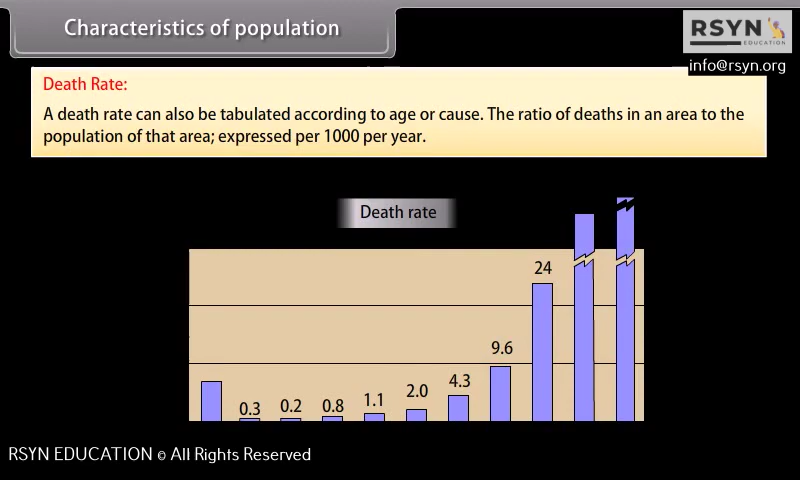 Characteristics of population
RSYN
EDUCATION
info@rsyn.org
Death Rate:
A death rate can also be tabulated according to age or cause. The ratio of deaths in an area to the
population of that area; expressed per 1000 per year.
Death rate
0.3 0.2 0.8 1.1 2.0 4.3 9.6 24
RSYN EDUCATION © All Rights Reserved